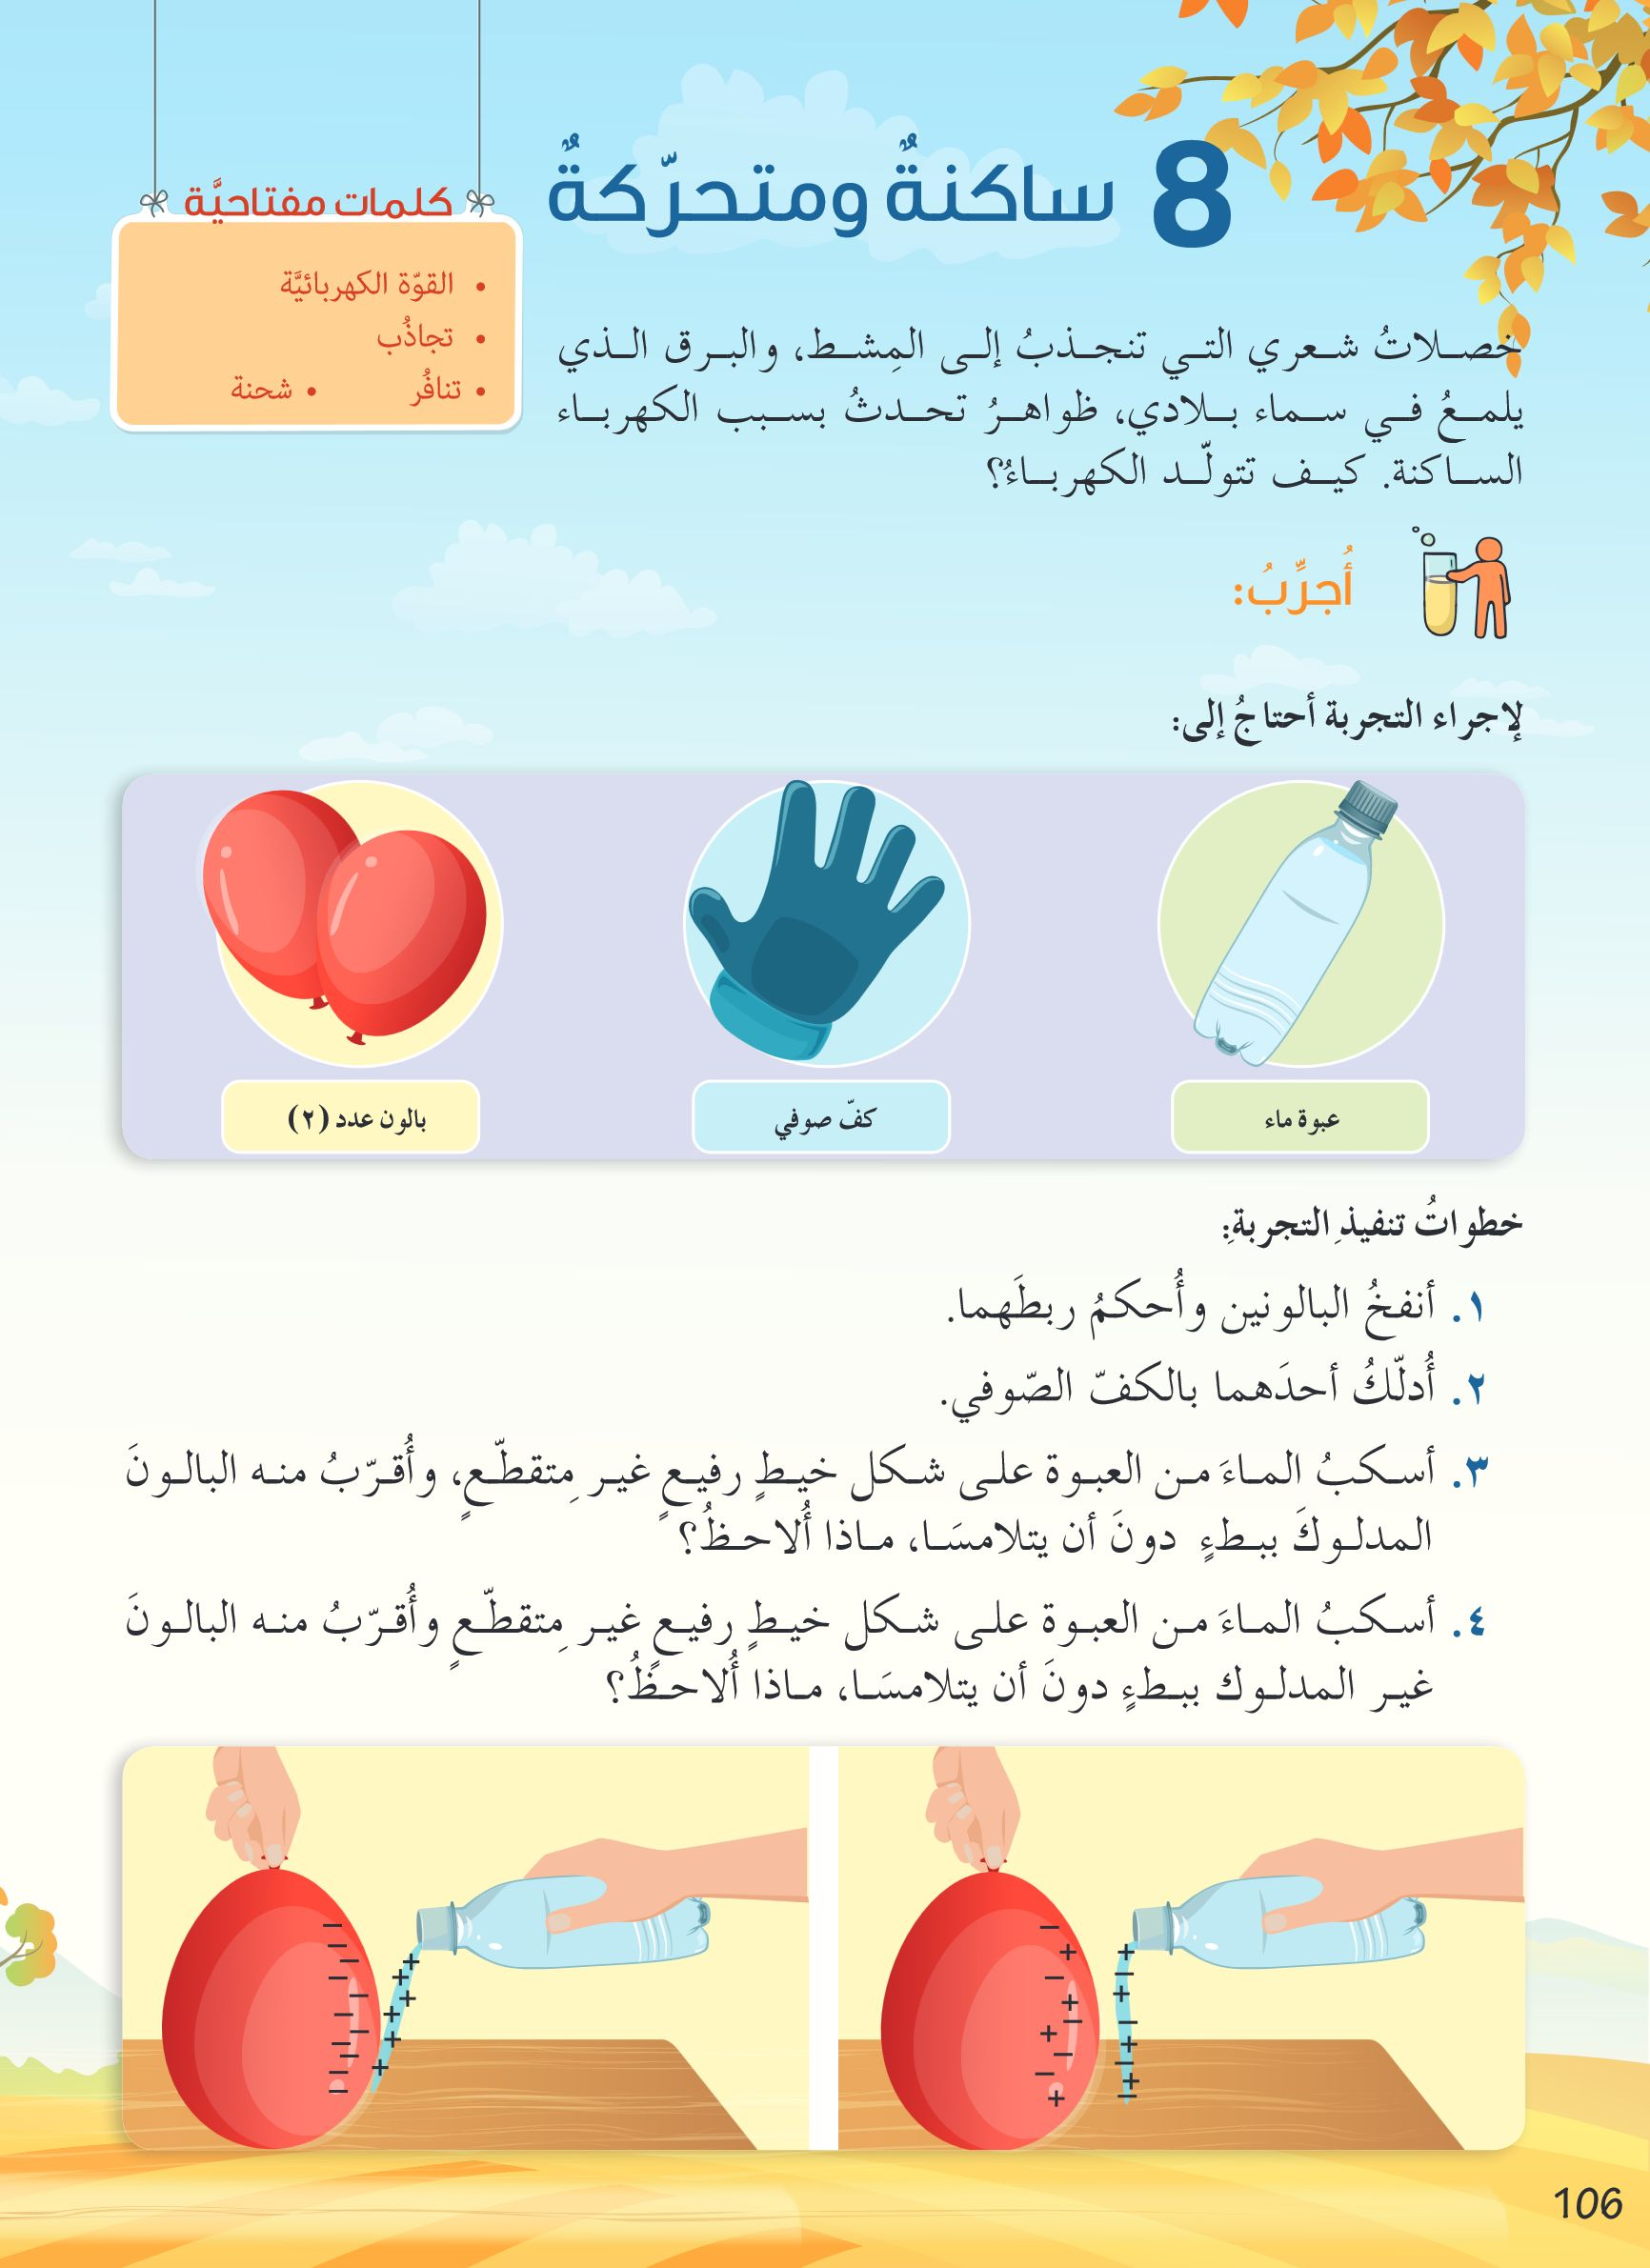 8 ساكنةٌ ومتحرّكةٌ
كلمات مفتاحيَّة
• القوّة الكهربائيَّة
• تجاذُب
• تنافُر • شحنة
خصلاتُ شعري التي تنجذبُ إلى المِشط، والبرق الذي
يلمعُ في سماء بلادي، ظواهرُ تحدثُ بسبب الكهرباء
الساكنة. كيف تتولّد الكهرباءُ؟
أُجرِّبُ:
لإجراء التجربة أحتاجُ إلى:
عبوة ماء
كفّ صوفي
بالون عدد (٢)
خطواتُ تنفيذِ التجربةِ:
١. أنفخُ البالونين وأُحكمُ ربطَهما.
٢. أُدلّكُ أحدَهما بالكفّ الصّوفي.
٣. أسكبُ الماءَ من العبوة على شكل خيطٍ رفيعٍ غير ِمتقطّعٍ، وأُقرّبُ منه البالونَ
المدلوكَ ببطءٍ دونَ أن يتلامسَا، ماذا أُلاحظُ؟
٤. أسكبُ الماءَ من العبوة على شكل خيطٍ رفيعٍ غير ِمتقطّعٍ وأُقرّبُ منه البالونَ
غير المدلوك ببطءٍ دونَ أن يتلامسَا، ماذا أُلاحظُ؟
106